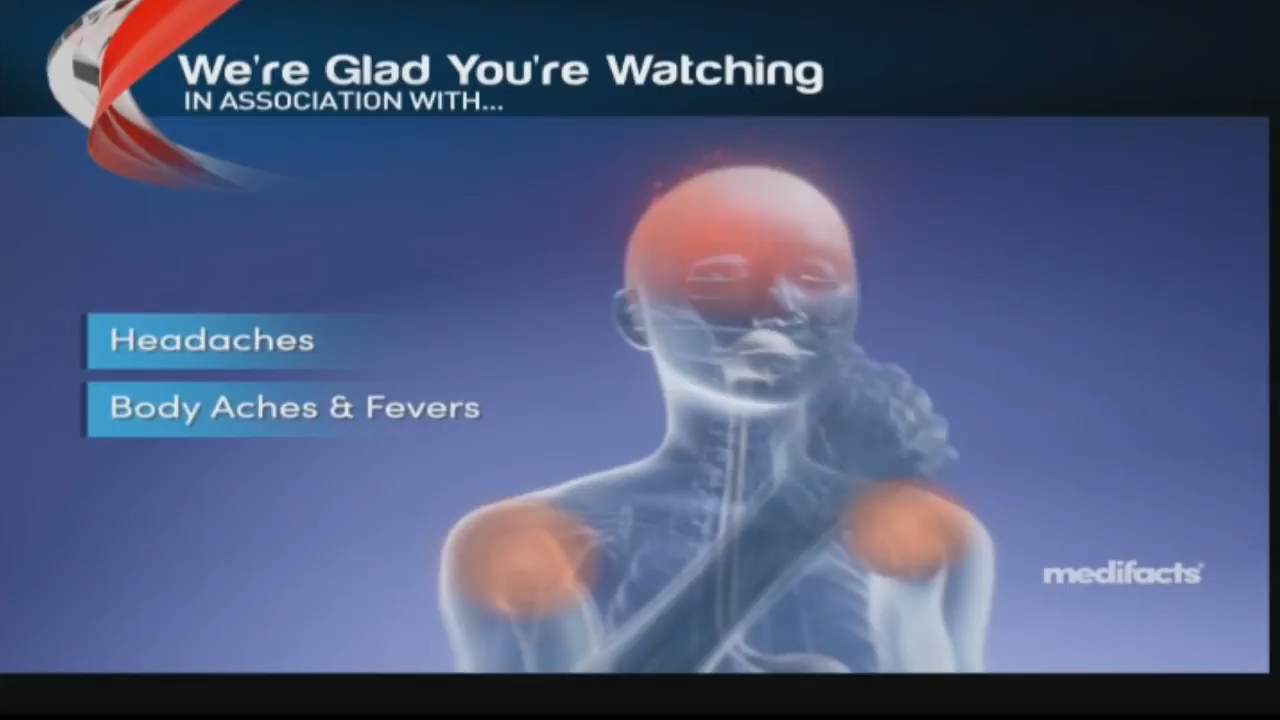 We're Glad You're Watching
IN ASSOCIATION WITH...
Headaches
Body Aches & Fevers
medifacts